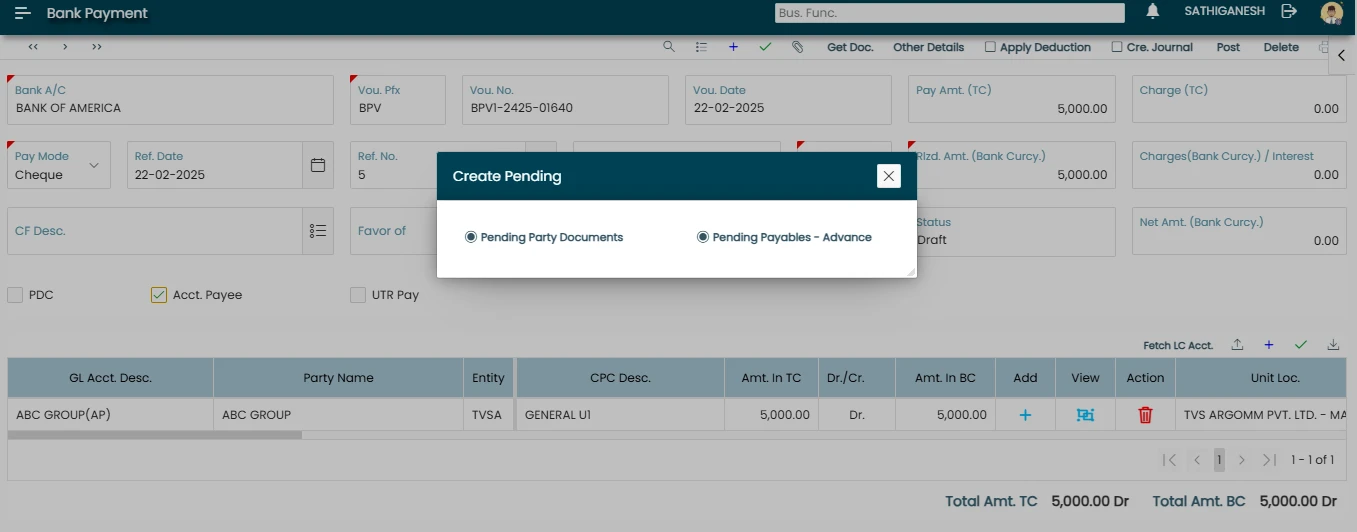 Bank Payment
Bus. Func.
SATHIGANESH
Get Doc. Other Details Apply Deduction Cre. Journal Post Delete
Bank A/C Vou. Pfx Vou. No. Vou. Date Pay Amt. (TC) Charge (TC)
BANK OF AMERICA BPV BPV1-2425-01640 22-02-2025 5,000.00 0.00
Pay Mode Ref. Date Ref. No. Rlzd. Amt. (Bank Curcy.) Charges(Bank Curcy.) / Interest
Cheque 22-02-2025 5 5,000.00 0.00
Create Pending
Pending Party Documents Pending Payables - Advance
CF Desc. Favor of Status Net Amt. (Bank Curcy.)
Draft 0.00
PDC Acct. Payee UTR Pay
Fetch LC Acct.
GL Acct. Desc. Party Name Entity CPC Desc. Amt. In TC Dr./Cr. Amt. In BC Add View Action Unit Loc.
ABC GROUP(AP) ABC GROUP TVSA GENERAL U1 5,000.00 Dr. 5,000.00 TVS ARGOMM PVT. LTD. - MA
1 1 - 1 of 1
Total Amt. TC 5,000.00 Dr Total Amt. BC 5,000.00 Dr